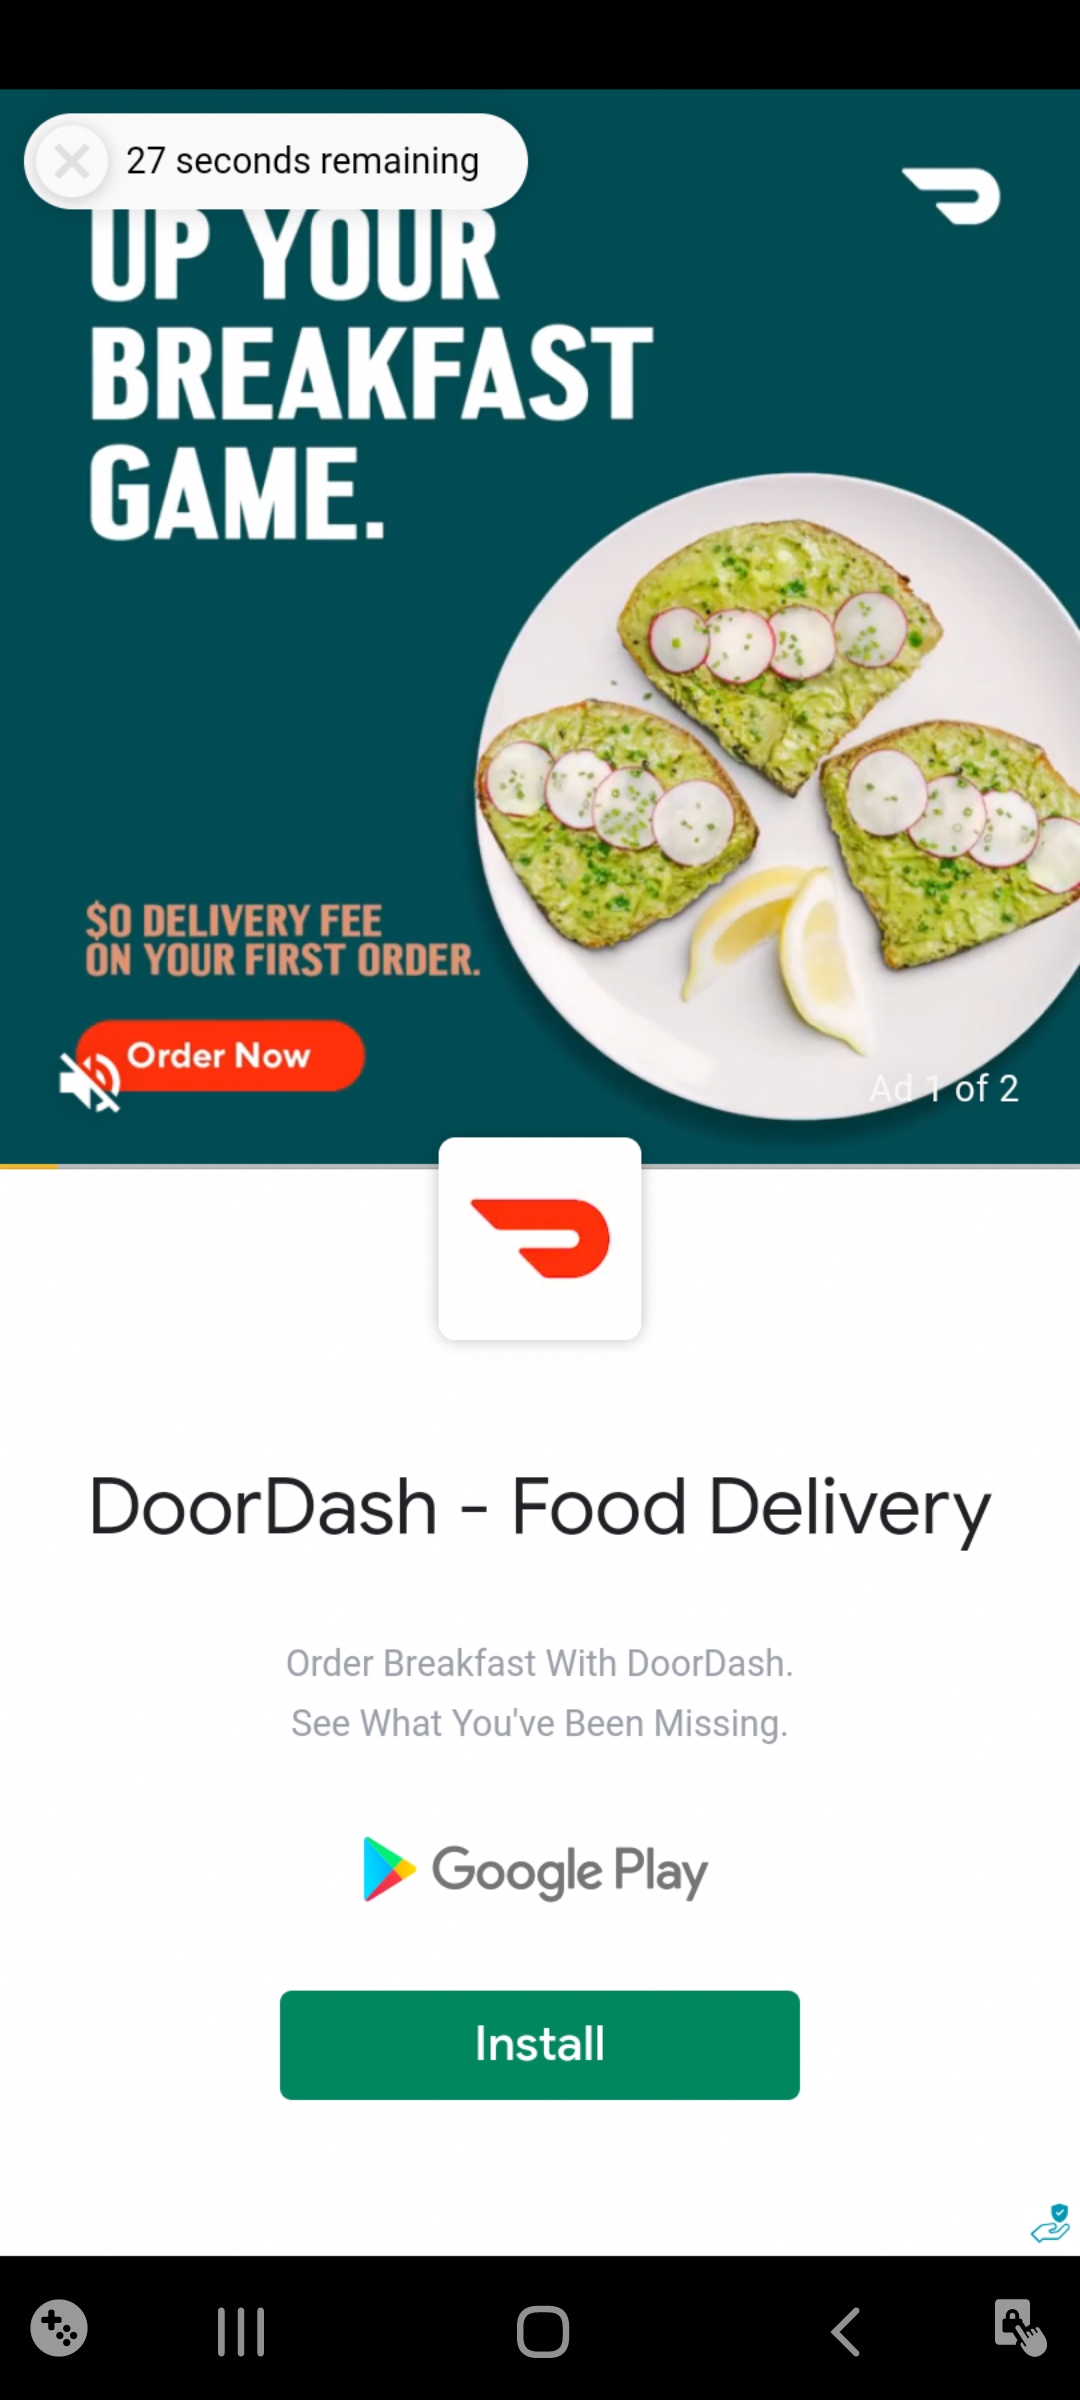 27 seconds remaining
UP YOUR
BREAKFAST
GAME.
$0 DELIVERY FEE
ON YOUR FIRST ORDER.
Order Now
Ad 1 of 2
DoorDash - Food Delivery
Order Breakfast With DoorDash.
See What You've Been Missing.
Google Play
Install